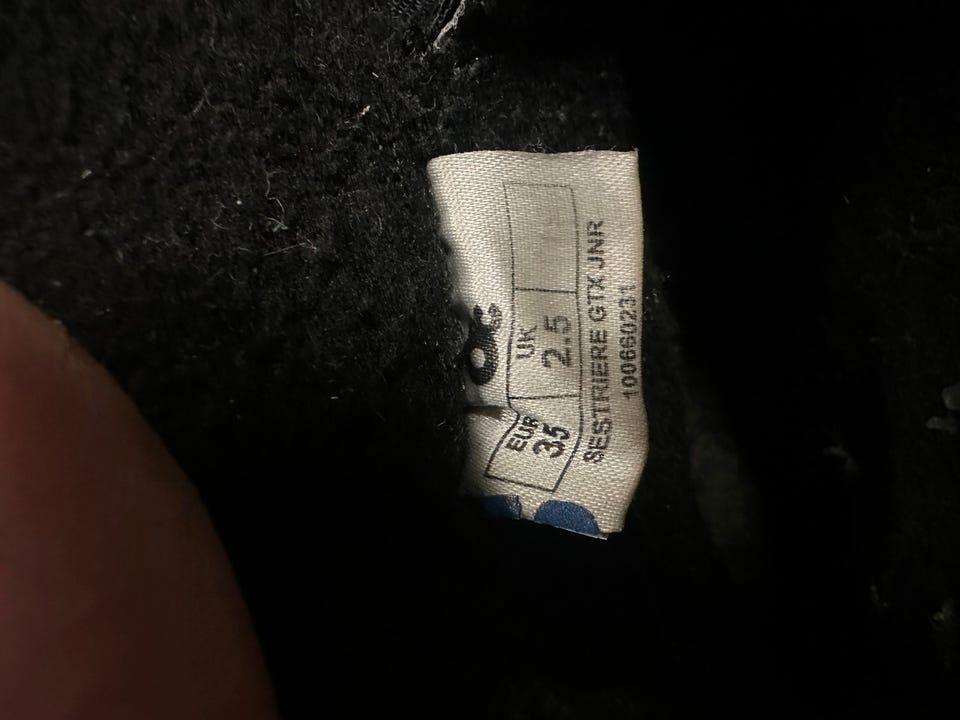 EUR UK
35 2.5
SESTRIERE GTX JNR
100660231